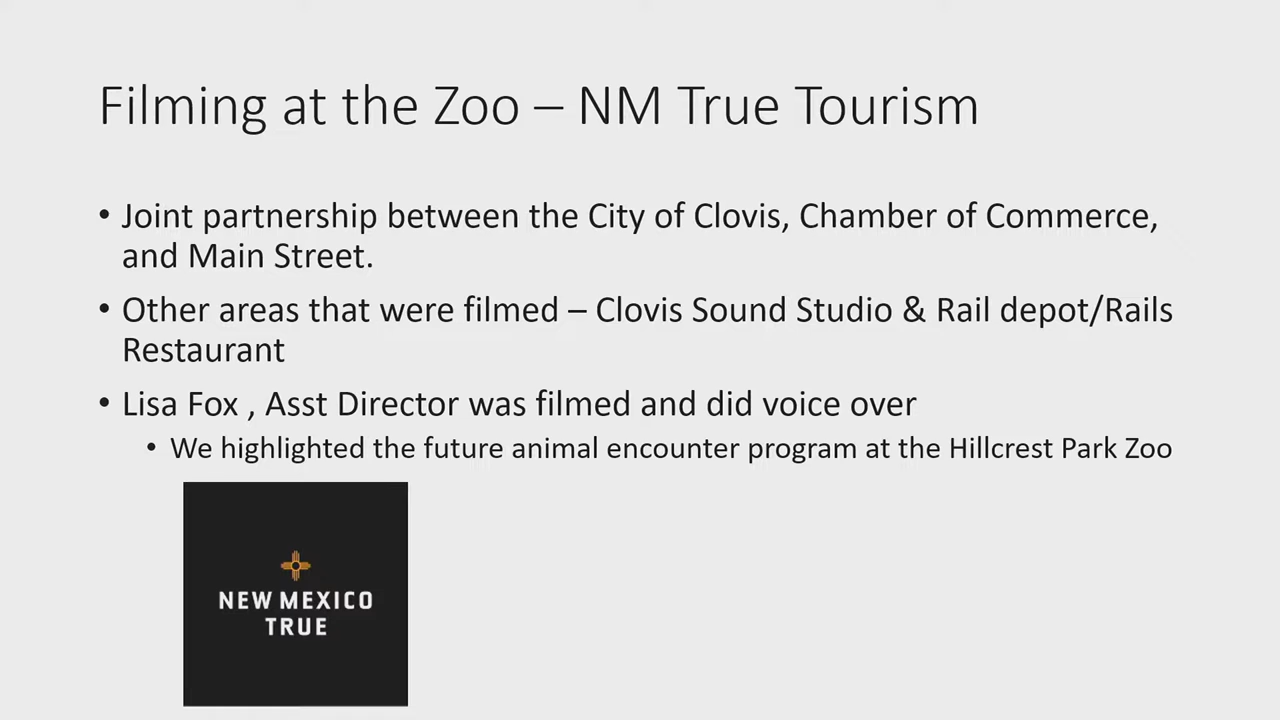 Filming at the Zoo – NM True Tourism
• Joint partnership between the City of Clovis, Chamber of Commerce,
and Main Street.
• Other areas that were filmed – Clovis Sound Studio & Rail depot/Rails
Restaurant
• Lisa Fox , Asst Director was filmed and did voice over
• We highlighted the future animal encounter program at the Hillcrest Park Zoo
NEW MEXICO
TRUE